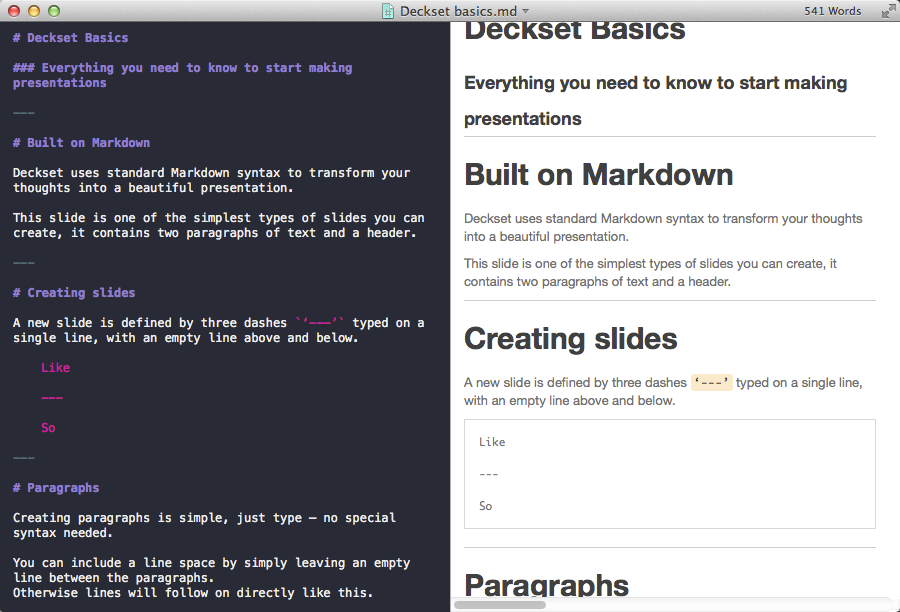 Deckset basics.md
541 Words
# Deckset Basics
### Everything you need to know to start making
presentations
---
# Built on Markdown
Deckset uses standard Markdown syntax to transform your
thoughts into a beautiful presentation.
This slide is one of the simplest types of slides you can
create, it contains two paragraphs of text and a header.
---
# Creating slides
A new slide is defined by three dashes `‘---’` typed on a
single line, with an empty line above and below.
Like
---
So
---
# Paragraphs
Creating paragraphs is simple, just type – no special
syntax needed.
You can include a line space by simply leaving an empty
line between the paragraphs.
Otherwise lines will follow on directly like this.
Deckset Basics
Everything you need to know to start making
presentations
Built on Markdown
Deckset uses standard Markdown syntax to transform your thoughts
into a beautiful presentation.
This slide is one of the simplest types of slides you can create, it
contains two paragraphs of text and a header.
Creating slides
A new slide is defined by three dashes ‘---’ typed on a single line,
with an empty line above and below.
Like
---
So
Paragraphs